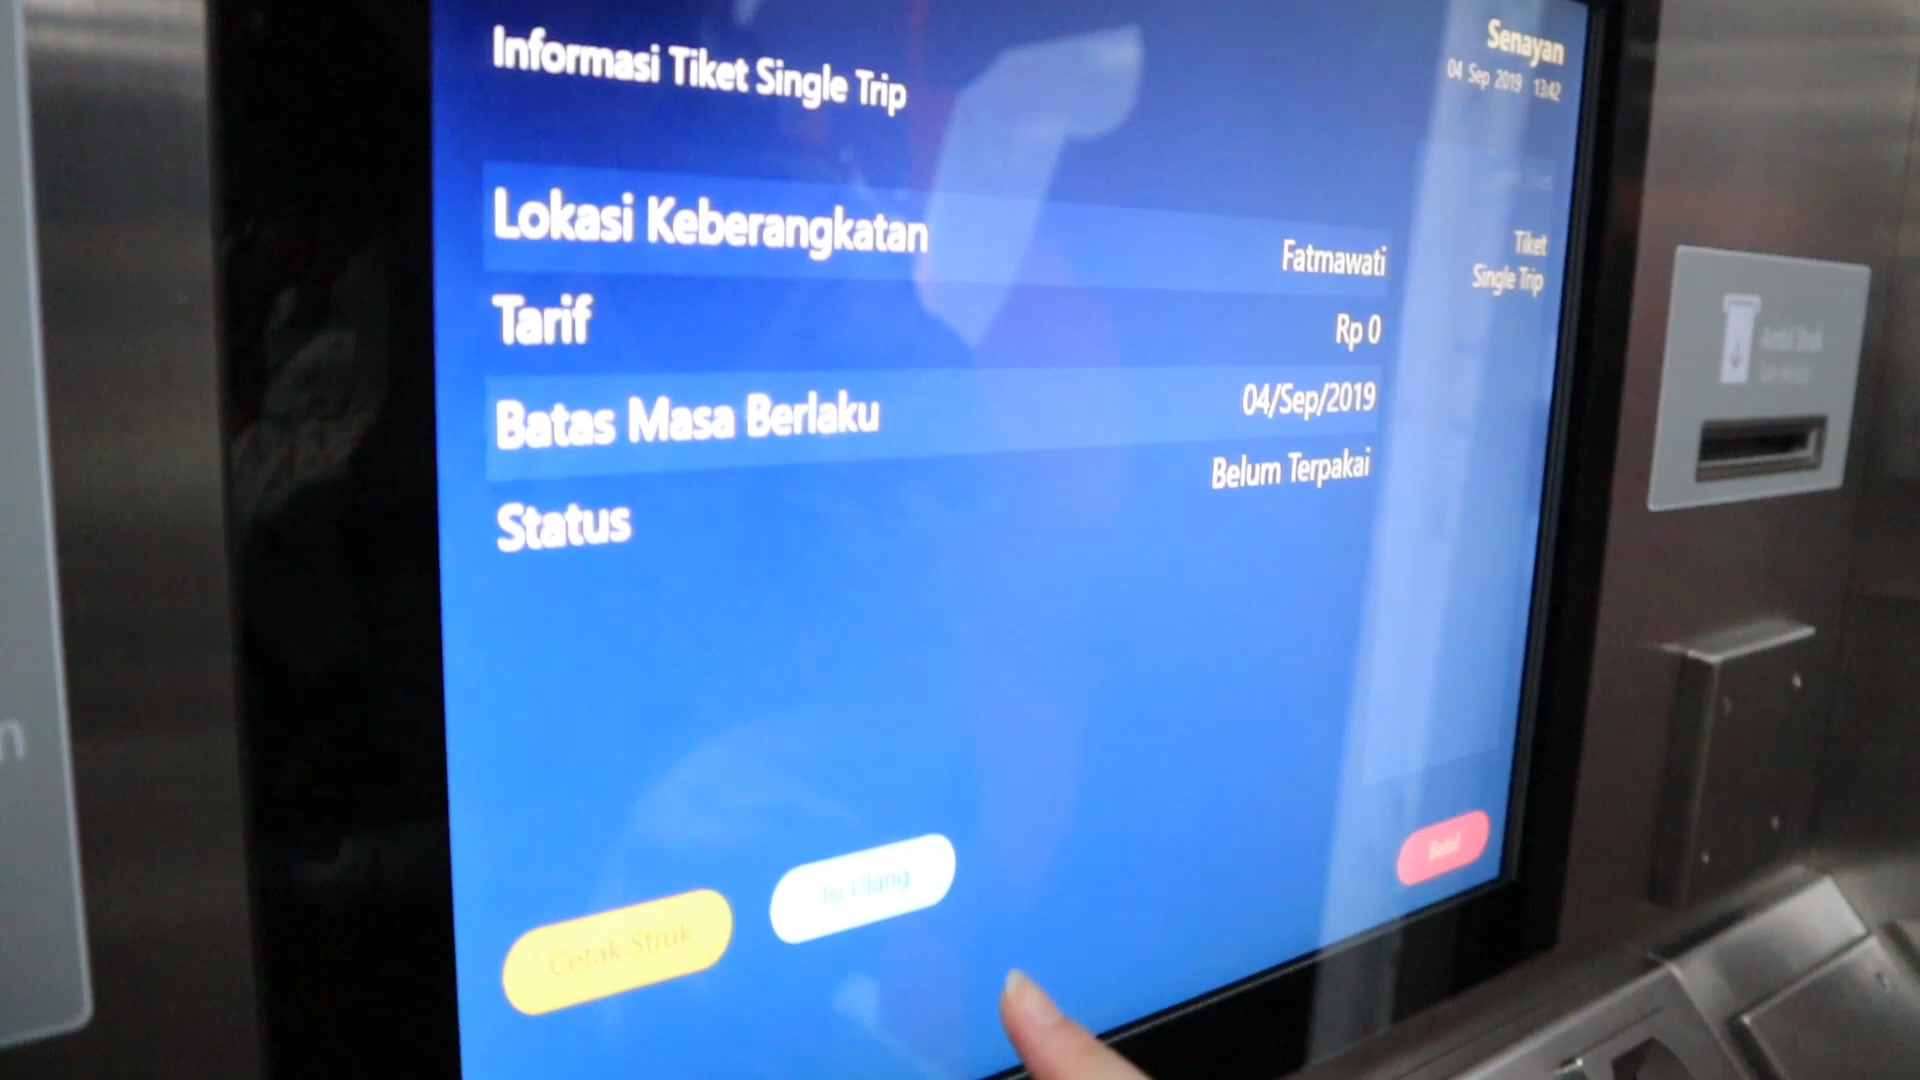 Informasi Tiket Single Trip
Senayan
04 Sep 2019 13:42
Lokasi Keberangkatan
Fatmawati
Tarif
Rp 0
Batas Masa Berlaku
04/Sep/2019
Status
Belum Terpakai
Tiket
Single Trip
Cetak Struk
Isi Ulang
Batal
n